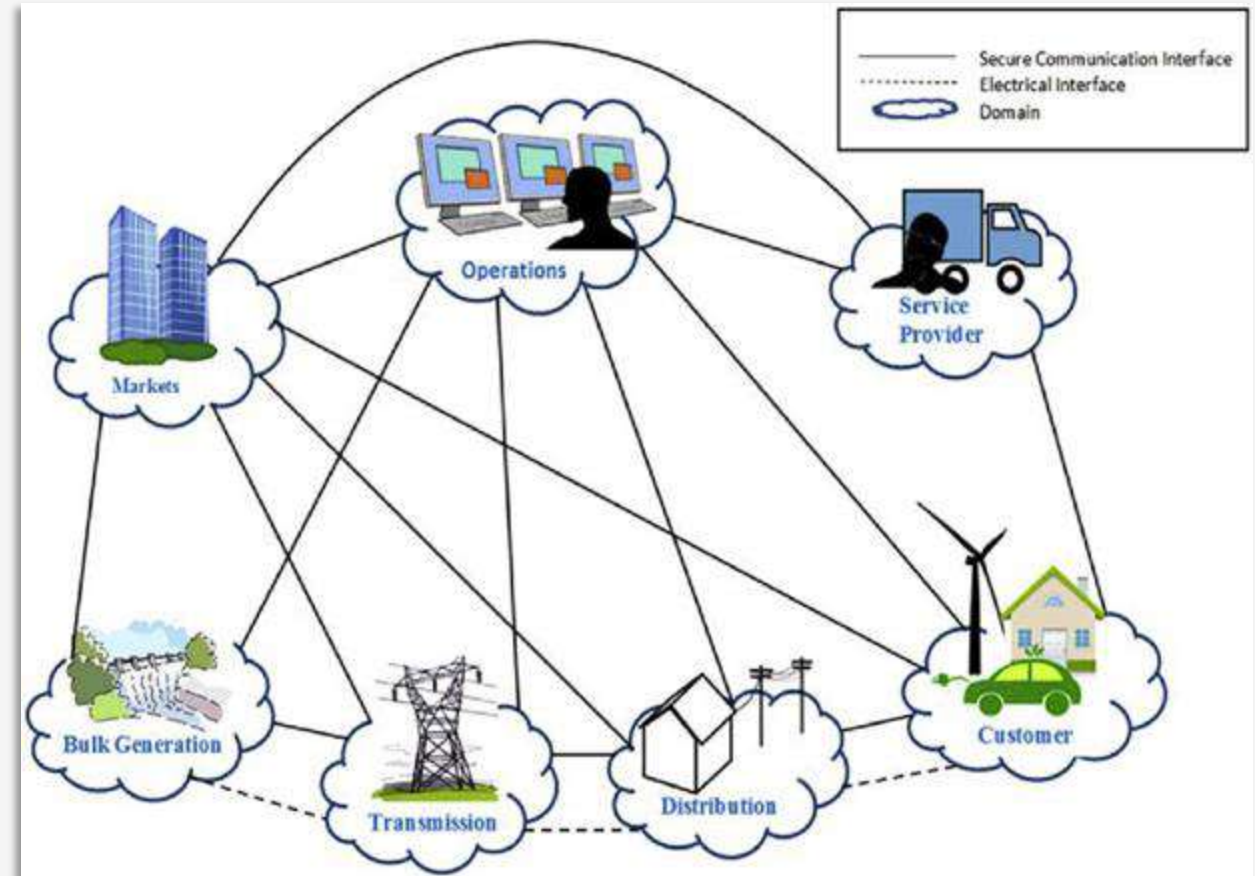 Secure Communication Interface
Electrical Interface
Domain
Operations
Service
Provider
Markets
Bulk Generation
Transmission
Distribution
Customer